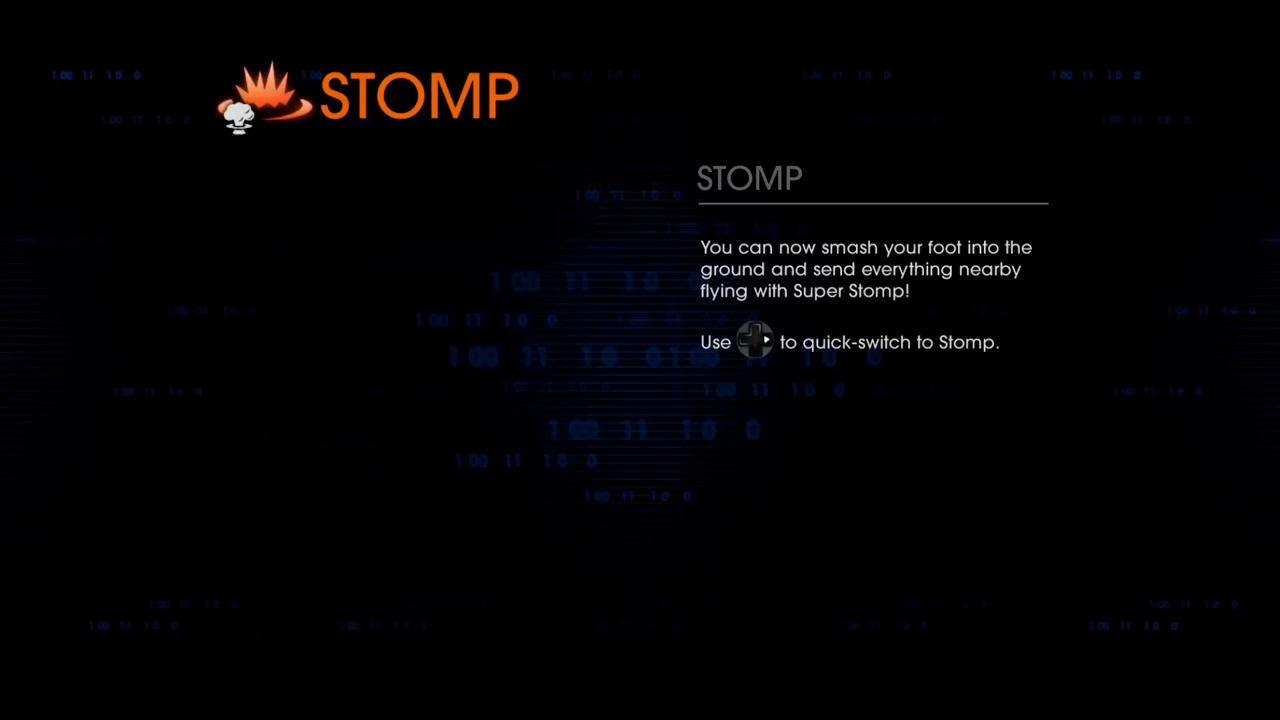 STOMP
STOMP
You can now smash your foot into the
ground and send everything nearby
flying with Super Stomp!
Use to quick-switch to Stomp.